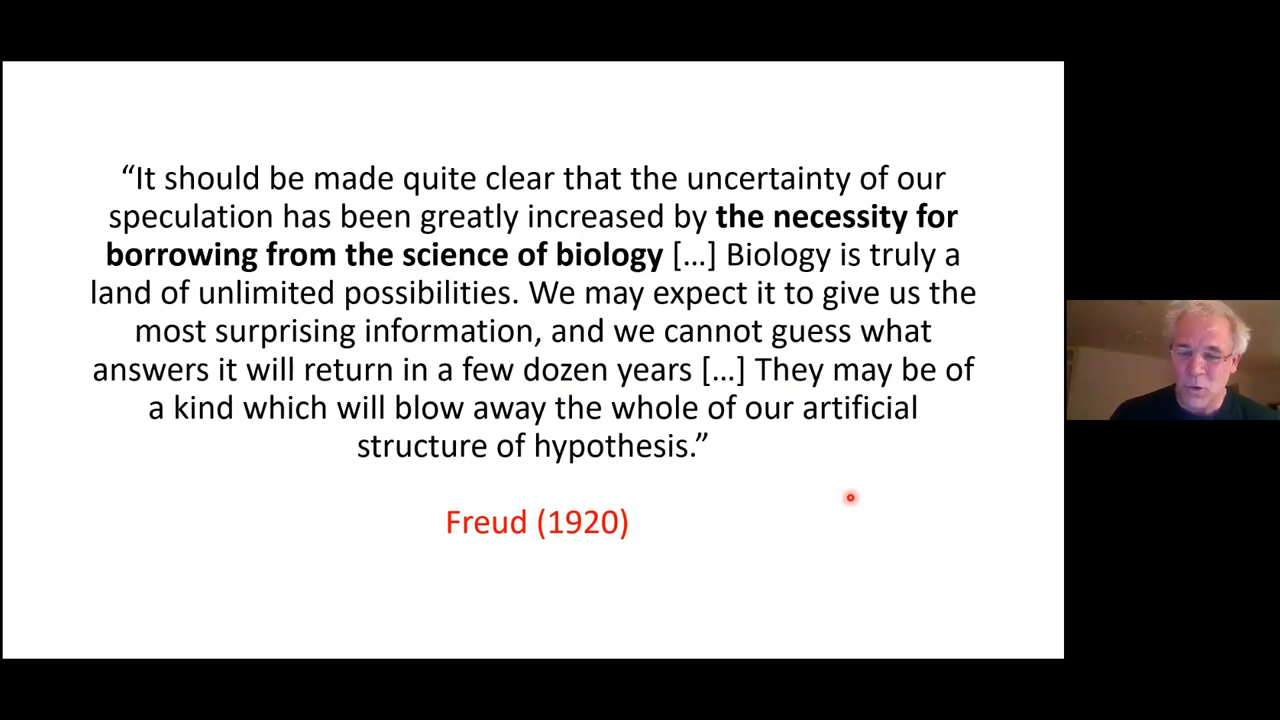 “It should be made quite clear that the uncertainty of our
speculation has been greatly increased by the necessity for
borrowing from the science of biology [...] Biology is truly a
land of unlimited possibilities. We may expect it to give us the
most surprising information, and we cannot guess what
answers it will return in a few dozen years [...] They may be of
a kind which will blow away the whole of our artificial
structure of hypothesis.”
Freud (1920)